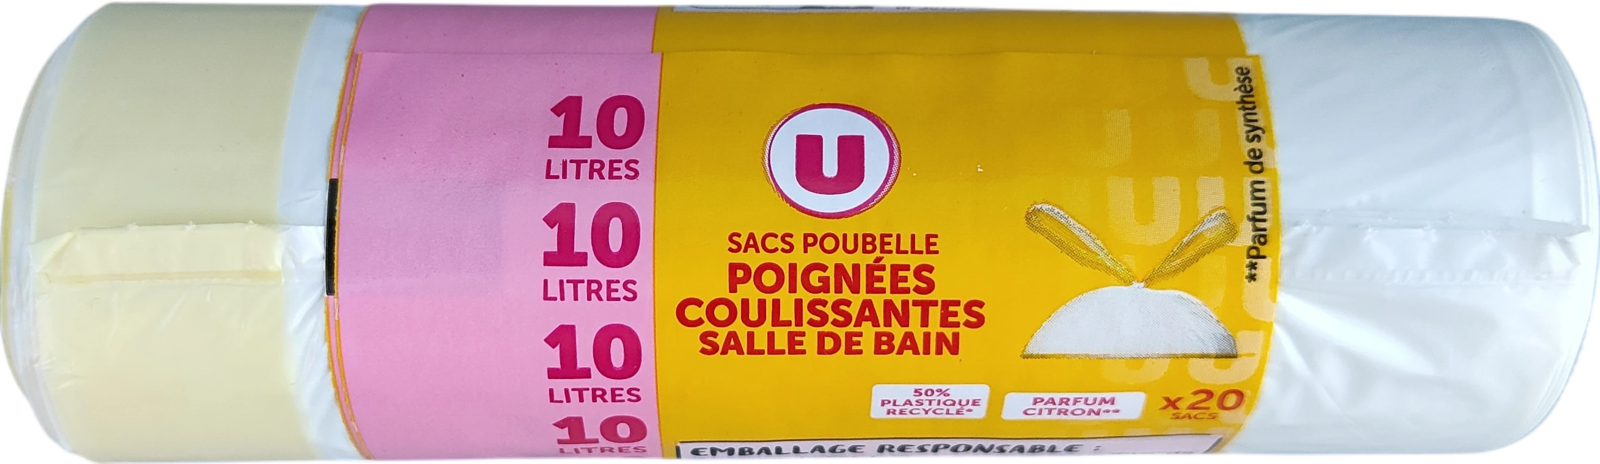 10
LITRES
10
LITRES
10
LITRES
10
LITRES
U
SACS POUBELLE
POIGNÉES
COULISSANTES
SALLE DE BAIN
50%
PLASTIQUE
RECYCLÉ*
PARFUM
CITRON**
x20
SACS
**Parfum de synthèse
EMBALLAGE RESPONSABLE :